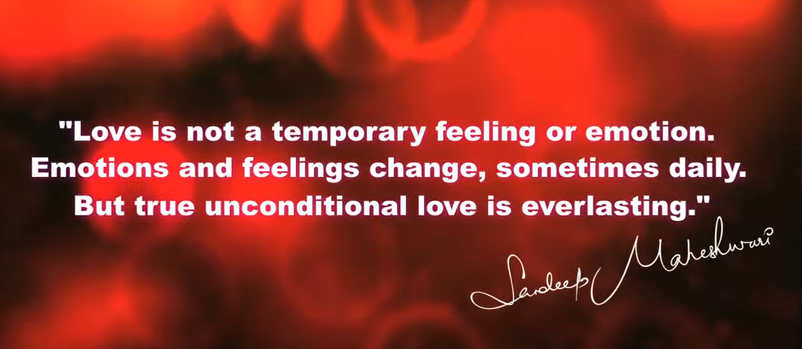 "Love is not a temporary feeling or emotion.
Emotions and feelings change, sometimes daily.
But true unconditional love is everlasting."
Sandeep Maheshwari